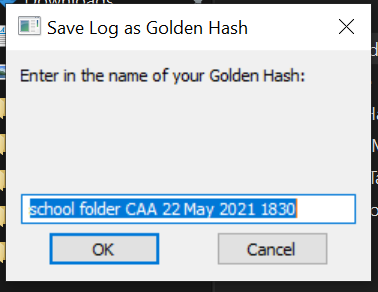 Downloads
Save Log as Golden Hash
Enter in the name of your Golden Hash:
school folder CAA 22 May 2021 1830
OK
Cancel